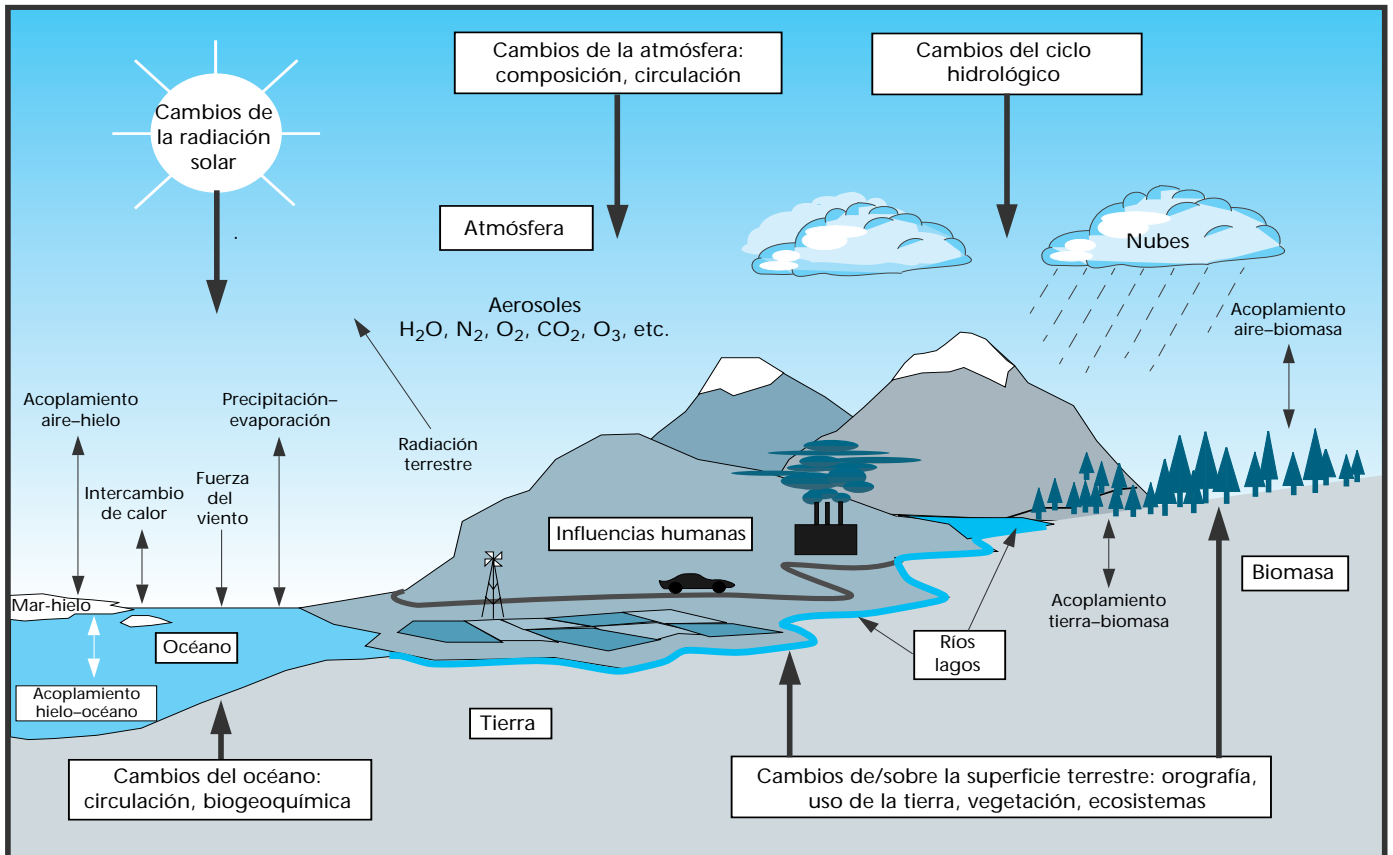 Cambios de la atmósfera:
composición, circulación
Cambios del ciclo
hidrológico
Cambios de
la radiación
solar
Atmósfera
Nubes
Aerosoles
H₂O, N₂, O₂, CO₂, O₃, etc.
Acoplamiento
aire–biomasa
Acoplamiento
aire–hielo
Precipitación–
evaporación
Radiación
terrestre
Intercambio
de calor
Fuerza
del
viento
Influencias humanas
Mar-hielo
Biomasa
Acoplamiento
tierra–biomasa
Océano
Ríos
lagos
Acoplamiento
hielo–océano
Tierra
Cambios del océano:
circulación, biogeoquímica
Cambios de/sobre la superficie terrestre: orografía,
uso de la tierra, vegetación, ecosistemas